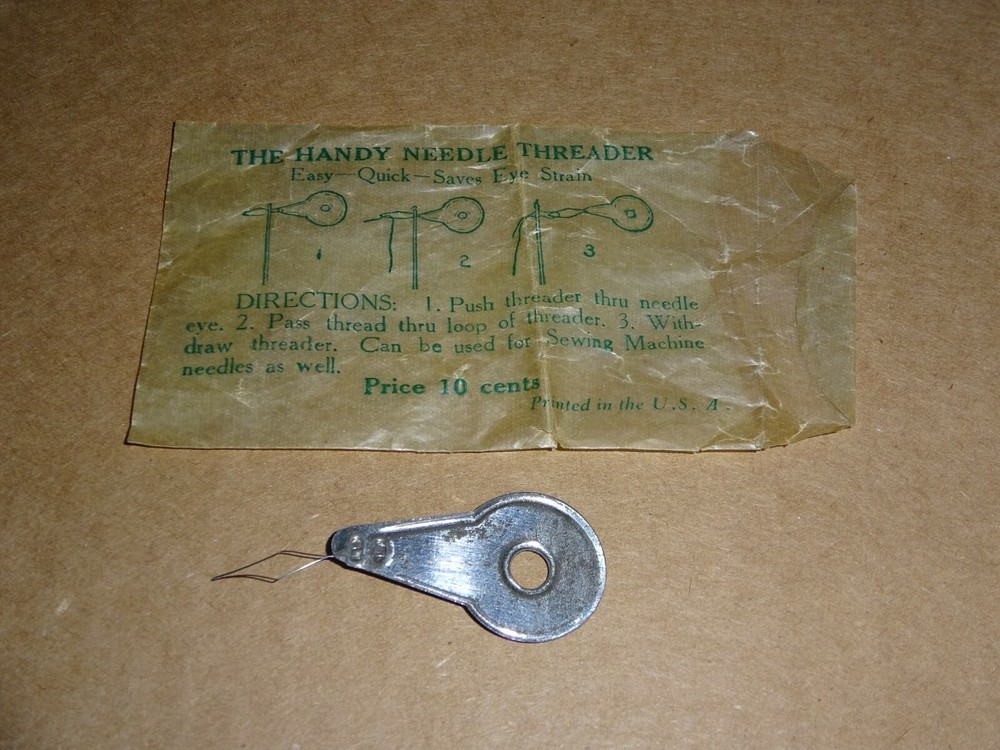 THE HANDY NEEDLE THREADER
Easy—Quick—Saves Eye Strain
1 2 3
DIRECTIONS: 1. Push threader thru needle
eye. 2. Pass thread thru loop of threader. 3. With-
draw threader. Can be used for Sewing Machine
needles as well.
Price 10 cents
Printed in the U.S. A.